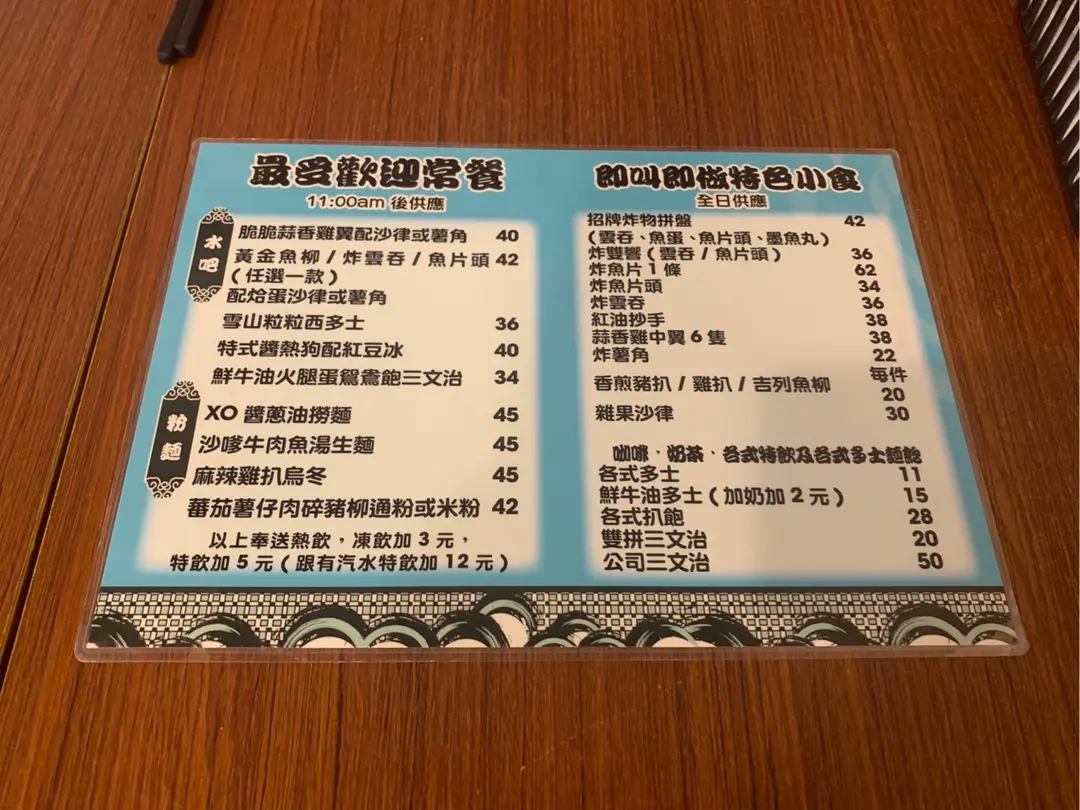 最受歡迎常餐
11:00am 後供應
水吧
脆脆蒜香雞翼配沙律或薯角 40
黃金魚柳 / 炸雲吞 / 魚片頭 42
(任選一款)
配烚蛋沙律或薯角
雪山粒粒西多士 36
特式醬熱狗配紅豆冰 40
鮮牛油火腿蛋鴛鴦飽三文治 34
粉麵
XO 醬蔥油撈麵 45
沙嗲牛肉魚湯生麵 45
麻辣雞扒烏冬 45
蕃茄薯仔肉碎豬柳通粉或米粉 42
以上奉送熱飲,凍飲加 3 元,
特飲加 5 元 (跟有汽水特飲加 12 元)
即叫即做特色小食
全日供應
招牌炸物拼盤 42
(雲吞、魚蛋、魚片頭、墨魚丸)
炸雙響 (雲吞 / 魚片頭) 36
炸魚片 1 條 62
炸魚片頭 34
炸雲吞 36
紅油抄手 38
蒜香雞中翼 6 隻 38
炸薯角 22
每件
香煎豬扒 / 雞扒 / 吉列魚柳 20
雜果沙律 30
咖啡.奶茶.各式特飲及各式多士麵飽
各式多士 11
鮮牛油多士 (加奶加 2 元) 15
各式扒飽 28
雙拼三文治 20
公司三文治 50